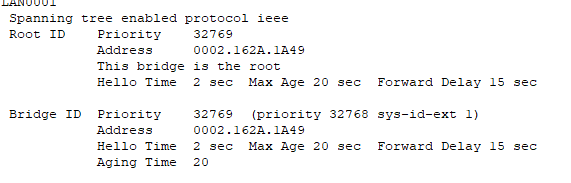 VLAN0001
Spanning tree enabled protocol ieee
Root ID Priority 32769
Address 0002.162A.1A49
This bridge is the root
Hello Time 2 sec Max Age 20 sec Forward Delay 15 sec
Bridge ID Priority 32769 (priority 32768 sys-id-ext 1)
Address 0002.162A.1A49
Hello Time 2 sec Max Age 20 sec Forward Delay 15 sec
Aging Time 20